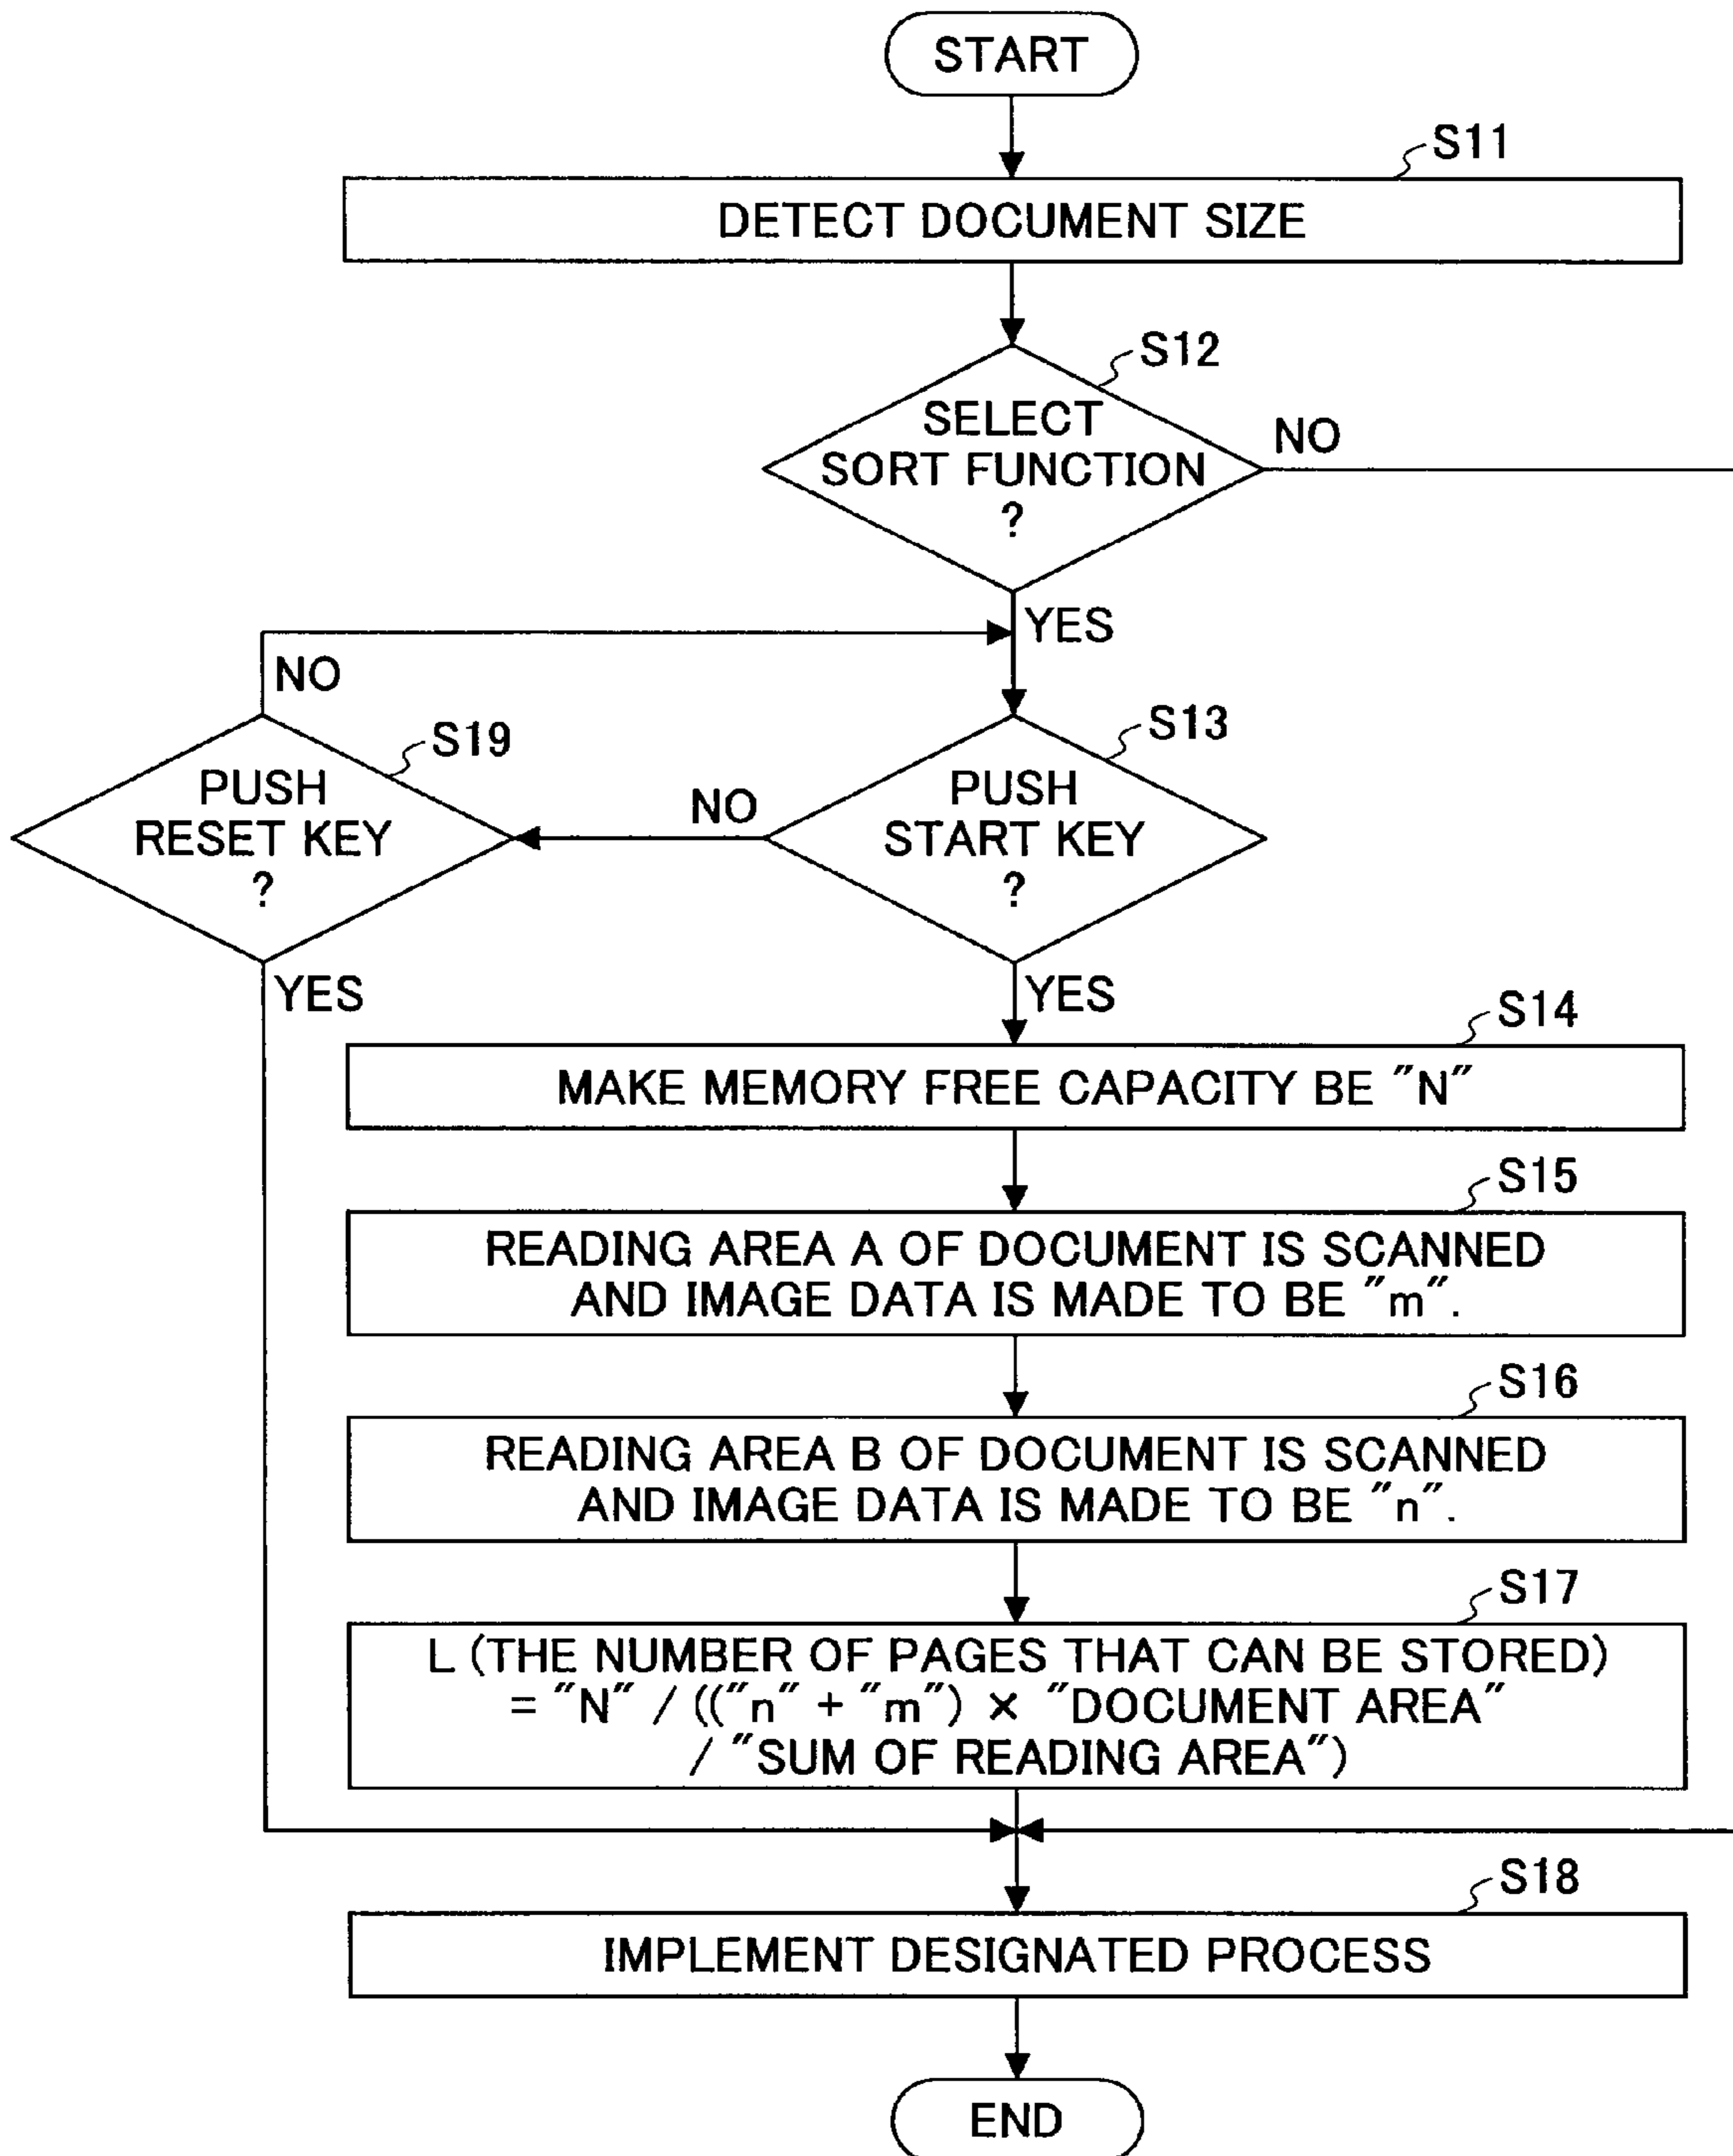 START
S11
DETECT DOCUMENT SIZE
S12
SELECT
SORT FUNCTION
?
NO
YES
NO
S19
PUSH
RESET KEY
?
NO
S13
PUSH
START KEY
?
YES
YES
S14
MAKE MEMORY FREE CAPACITY BE "N"
S15
READING AREA A OF DOCUMENT IS SCANNED
AND IMAGE DATA IS MADE TO BE "m".
S16
READING AREA B OF DOCUMENT IS SCANNED
AND IMAGE DATA IS MADE TO BE "n".
S17
L (THE NUMBER OF PAGES THAT CAN BE STORED)
= "N" / (("n" + "m") × "DOCUMENT AREA"
/ "SUM OF READING AREA")
S18
IMPLEMENT DESIGNATED PROCESS
END